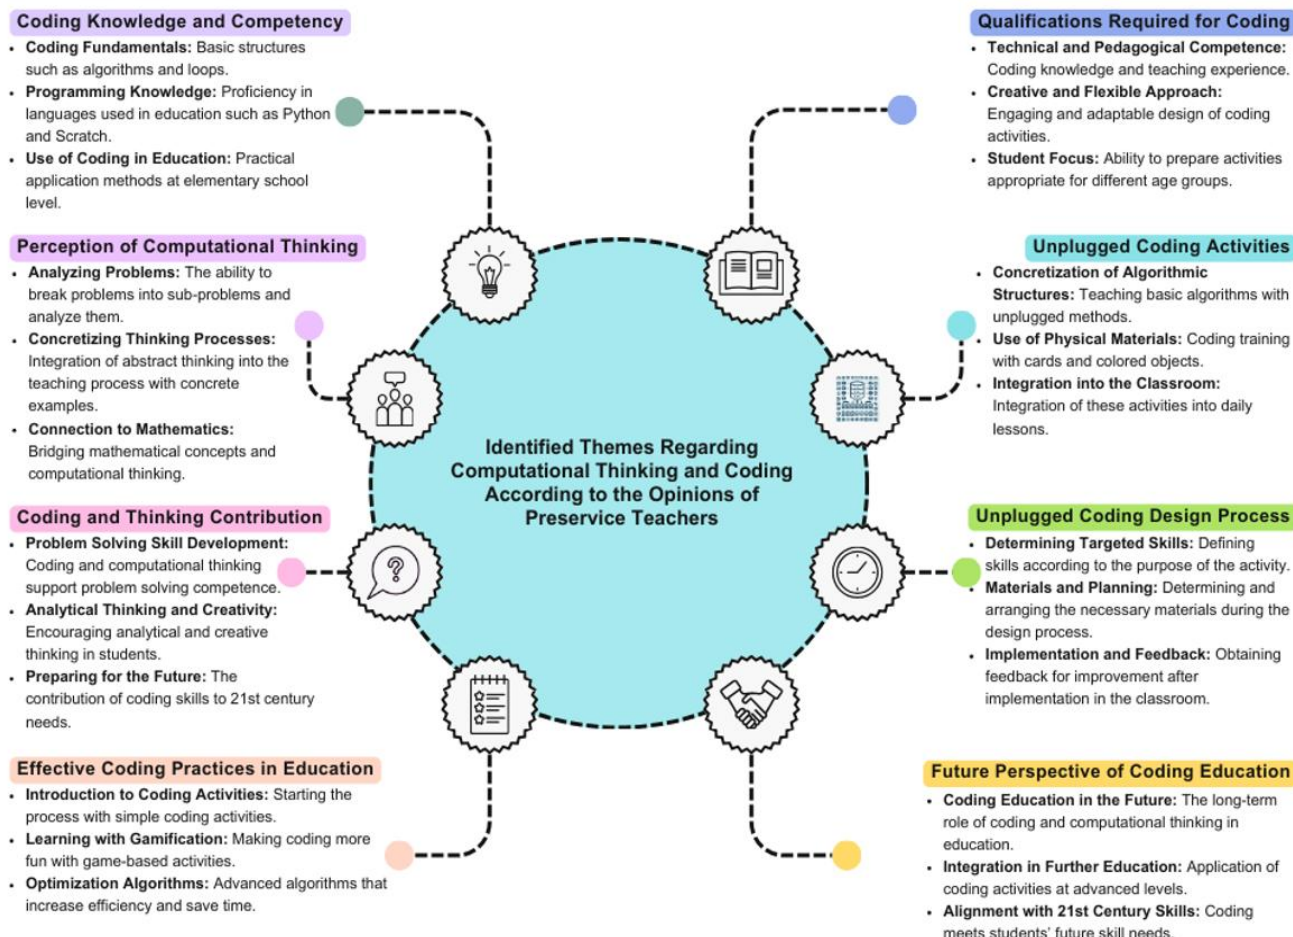 Coding Knowledge and Competency
• Coding Fundamentals: Basic structures
such as algorithms and loops.
• Programming Knowledge: Proficiency in
languages used in education such as Python
and Scratch.
• Use of Coding in Education: Practical
application methods at elementary school
level.
Perception of Computational Thinking
• Analyzing Problems: The ability to
break problems into sub-problems and
analyze them.
• Concretizing Thinking Processes:
Integration of abstract thinking into the
teaching process with concrete
examples.
• Connection to Mathematics:
Bridging mathematical concepts and
computational thinking.
Coding and Thinking Contribution
• Problem Solving Skill Development:
Coding and computational thinking
support problem solving competence.
• Analytical Thinking and Creativity:
Encouraging analytical and creative
thinking in students.
• Preparing for the Future: The
contribution of coding skills to 21st century
needs.
Effective Coding Practices in Education
• Introduction to Coding Activities: Starting the
process with simple coding activities.
• Learning with Gamification: Making coding more
fun with game-based activities.
• Optimization Algorithms: Advanced algorithms that
increase efficiency and save time.
Identified Themes Regarding
Computational Thinking and Coding
According to the Opinions of
Preservice Teachers
Qualifications Required for Coding
• Technical and Pedagogical Competence:
Coding knowledge and teaching experience.
• Creative and Flexible Approach:
Engaging and adaptable design of coding
activities.
• Student Focus: Ability to prepare activities
appropriate for different age groups.
Unplugged Coding Activities
• Concretization of Algorithmic
Structures: Teaching basic algorithms with
unplugged methods.
• Use of Physical Materials: Coding training
with cards and colored objects.
• Integration into the Classroom:
Integration of these activities into daily
lessons.
Unplugged Coding Design Process
• Determining Targeted Skills: Defining
skills according to the purpose of the activity.
• Materials and Planning: Determining and
arranging the necessary materials during the
design process.
• Implementation and Feedback: Obtaining
feedback for improvement after
implementation in the classroom.
Future Perspective of Coding Education
• Coding Education in the Future: The long-term
role of coding and computational thinking in
education.
• Integration in Further Education: Application of
coding activities at advanced levels.
• Alignment with 21st Century Skills: Coding
meets students' future skill needs.